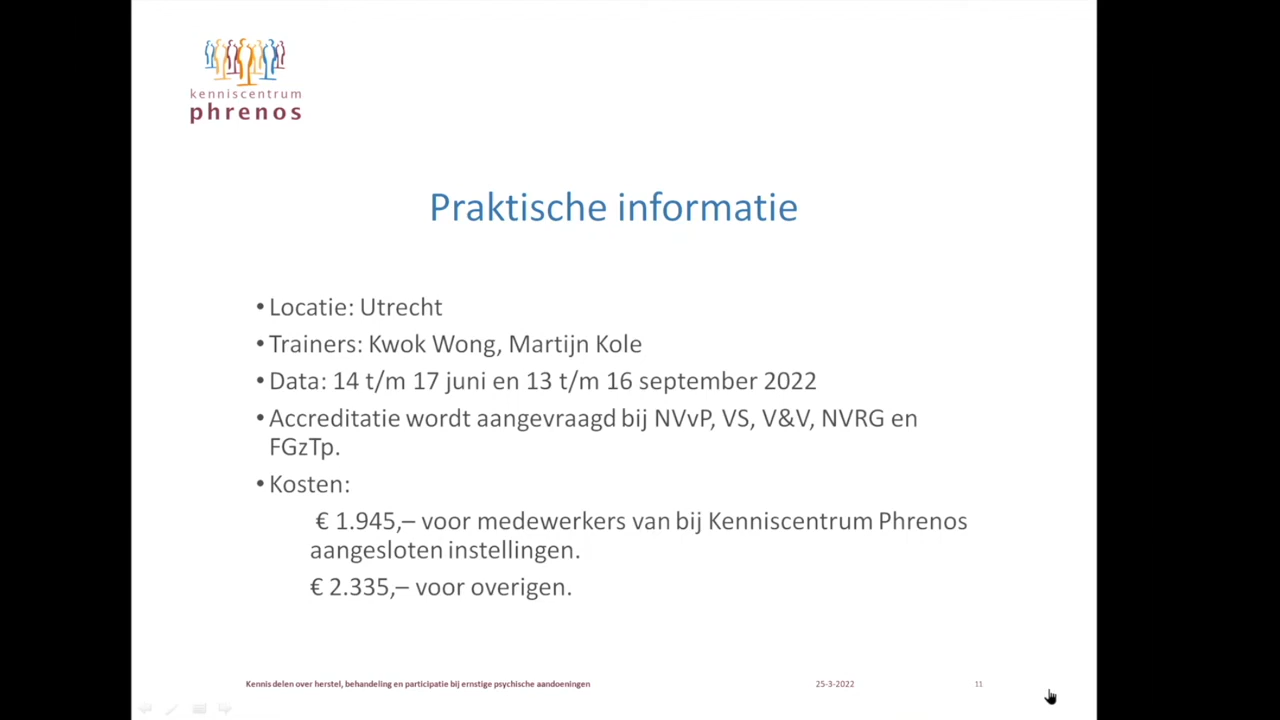 kenniscentrum
phrenos
Praktische informatie
• Locatie: Utrecht
• Trainers: Kwok Wong, Martijn Kole
• Data: 14 t/m 17 juni en 13 t/m 16 september 2022
• Accreditatie wordt aangevraagd bij NVvP, VS, V&V, NVRG en
FGzTp.
• Kosten:
€ 1.945,– voor medewerkers van bij Kenniscentrum Phrenos
aangesloten instellingen.
€ 2.335,– voor overigen.
Kennis delen over herstel, behandeling en participatie bij ernstige psychische aandoeningen 25-3-2022 11